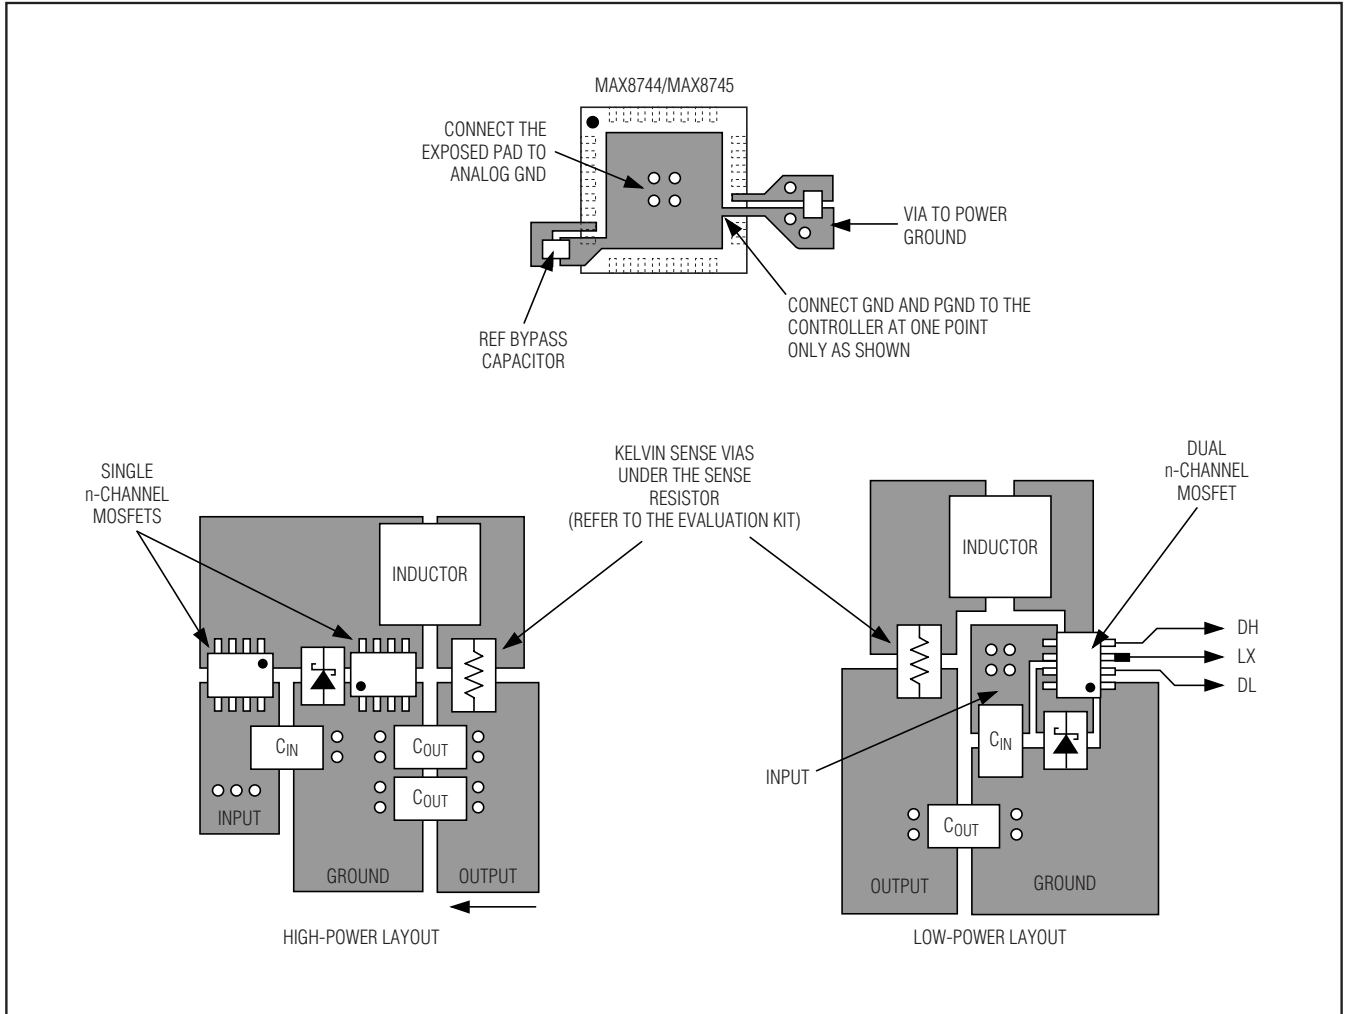 MAX8744/MAX8745
CONNECT THE
EXPOSED PAD TO
ANALOG GND
VIA TO POWER
GROUND
CONNECT GND AND PGND TO THE
CONTROLLER AT ONE POINT
ONLY AS SHOWN
REF BYPASS
CAPACITOR
SINGLE
n-CHANNEL
MOSFETS
KELVIN SENSE VIAS
UNDER THE SENSE
RESISTOR
(REFER TO THE EVALUATION KIT)
DUAL
n-CHANNEL
MOSFET
INDUCTOR
CIN
COUT
COUT
INPUT
GROUND
OUTPUT
HIGH-POWER LAYOUT
INDUCTOR
DH
LX
DL
CIN
INPUT
COUT
OUTPUT
GROUND
LOW-POWER LAYOUT